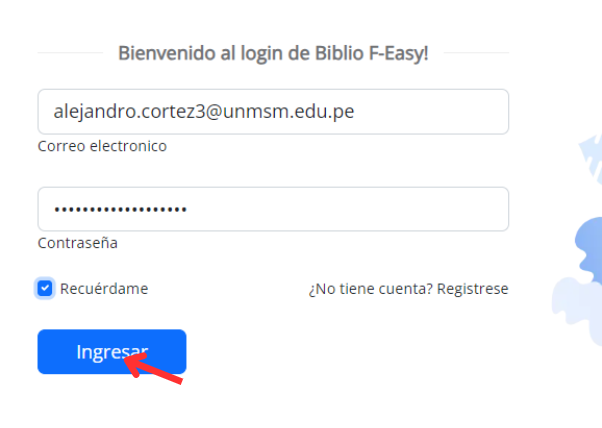 Bienvenido al login de Biblio F-Easy!
alejandro.cortez3@unmsm.edu.pe
Correo electronico
•••••••••••••••••••
Contraseña
Recuérdame ¿No tiene cuenta? Registrese
Ingresar